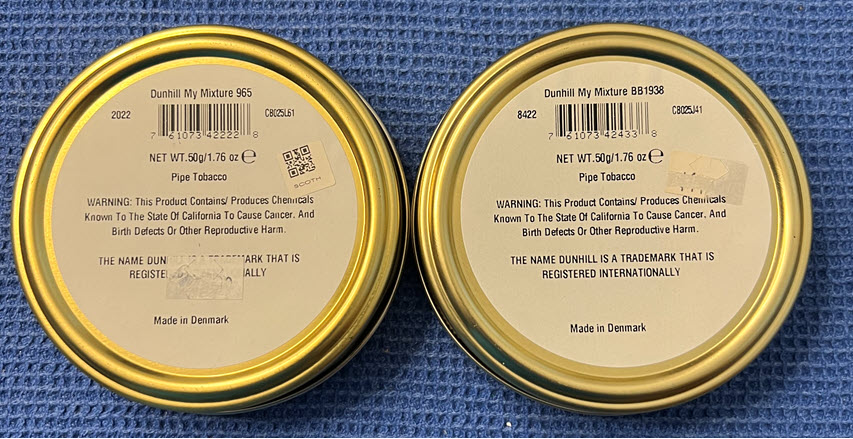 Dunhill My Mixture 965
2022
CB025L61
7 61073 42222 8
NET WT.50g/1.76 oz ℮
Pipe Tobacco
SOOTH
WARNING: This Product Contains/ Produces Chemicals
Known To The State Of California To Cause Cancer, And
Birth Defects Or Other Reproductive Harm.
THE NAME DUNHILL IS A TRADEMARK THAT IS
Made in Denmark
Dunhill My Mixture BB1938
8422
CB025J41
7 61073 42433 8
NET WT.50g/1.76 oz ℮
Pipe Tobacco
WARNING: This Product Contains/ Produces Chemicals
Known To The State Of California To Cause Cancer, And
Birth Defects Or Other Reproductive Harm.
THE NAME DUNHILL IS A TRADEMARK THAT IS
REGISTERED INTERNATIONALLY
Made in Denmark